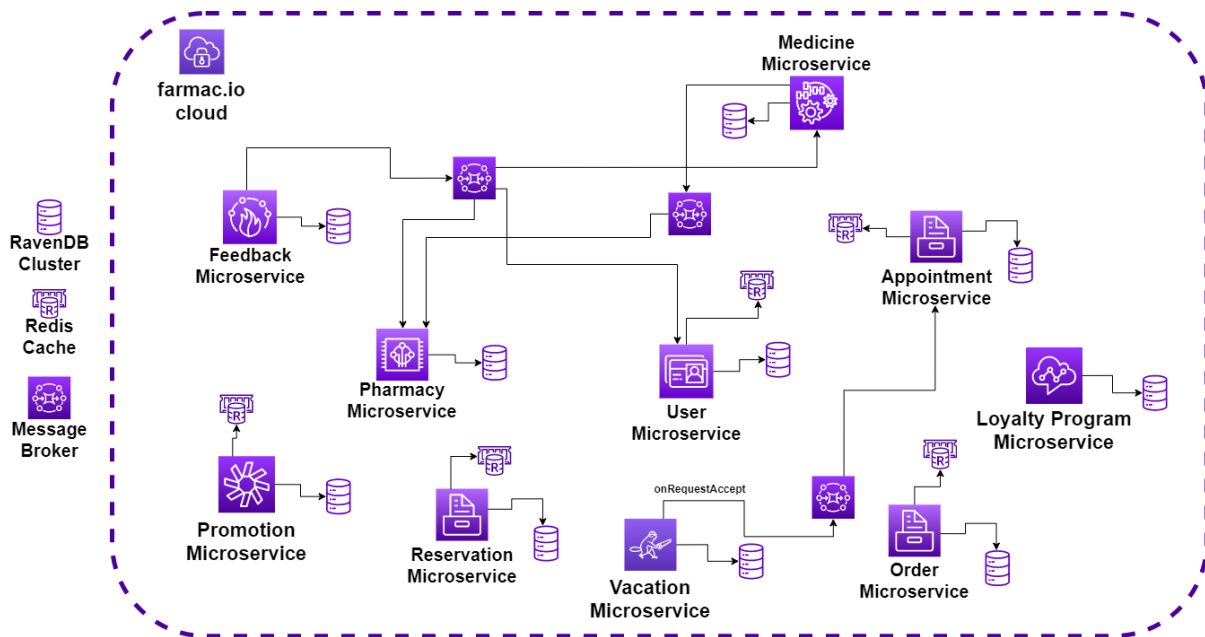 farmac.io
cloud
Medicine
Microservice
Feedback
Microservice
RavenDB
Cluster
Redis
Cache
Message
Broker
Appointment
Microservice
Pharmacy
Microservice
User
Microservice
Loyalty Program
Microservice
Promotion
Microservice
Reservation
Microservice
onRequestAccept
Vacation
Microservice
Order
Microservice
R
R
R
R
R
R